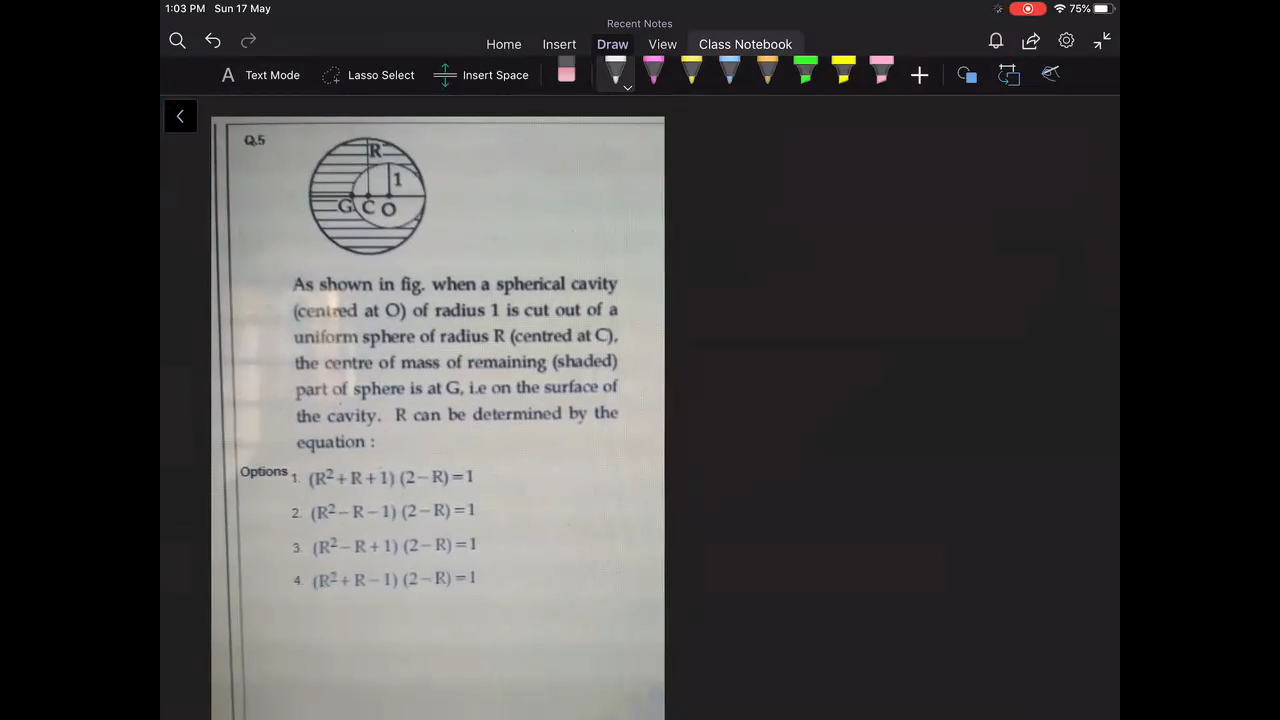 1:03 PM Sun 17 May 75%
Recent Notes
Home Insert Draw View Class Notebook
A Text Mode Lasso Select Insert Space
Q.5
R
1
G C O
As shown in fig. when a spherical cavity
(centred at O) of radius 1 is cut out of a
uniform sphere of radius R (centred at C),
the centre of mass of remaining (shaded)
part of sphere is at G, i.e on the surface of
the cavity. R can be determined by the
equation :
Options 1. (R² + R + 1) (2 − R) = 1
2. (R² − R − 1) (2 − R) = 1
3. (R² − R + 1) (2 − R) = 1
4. (R² + R − 1) (2 − R) = 1